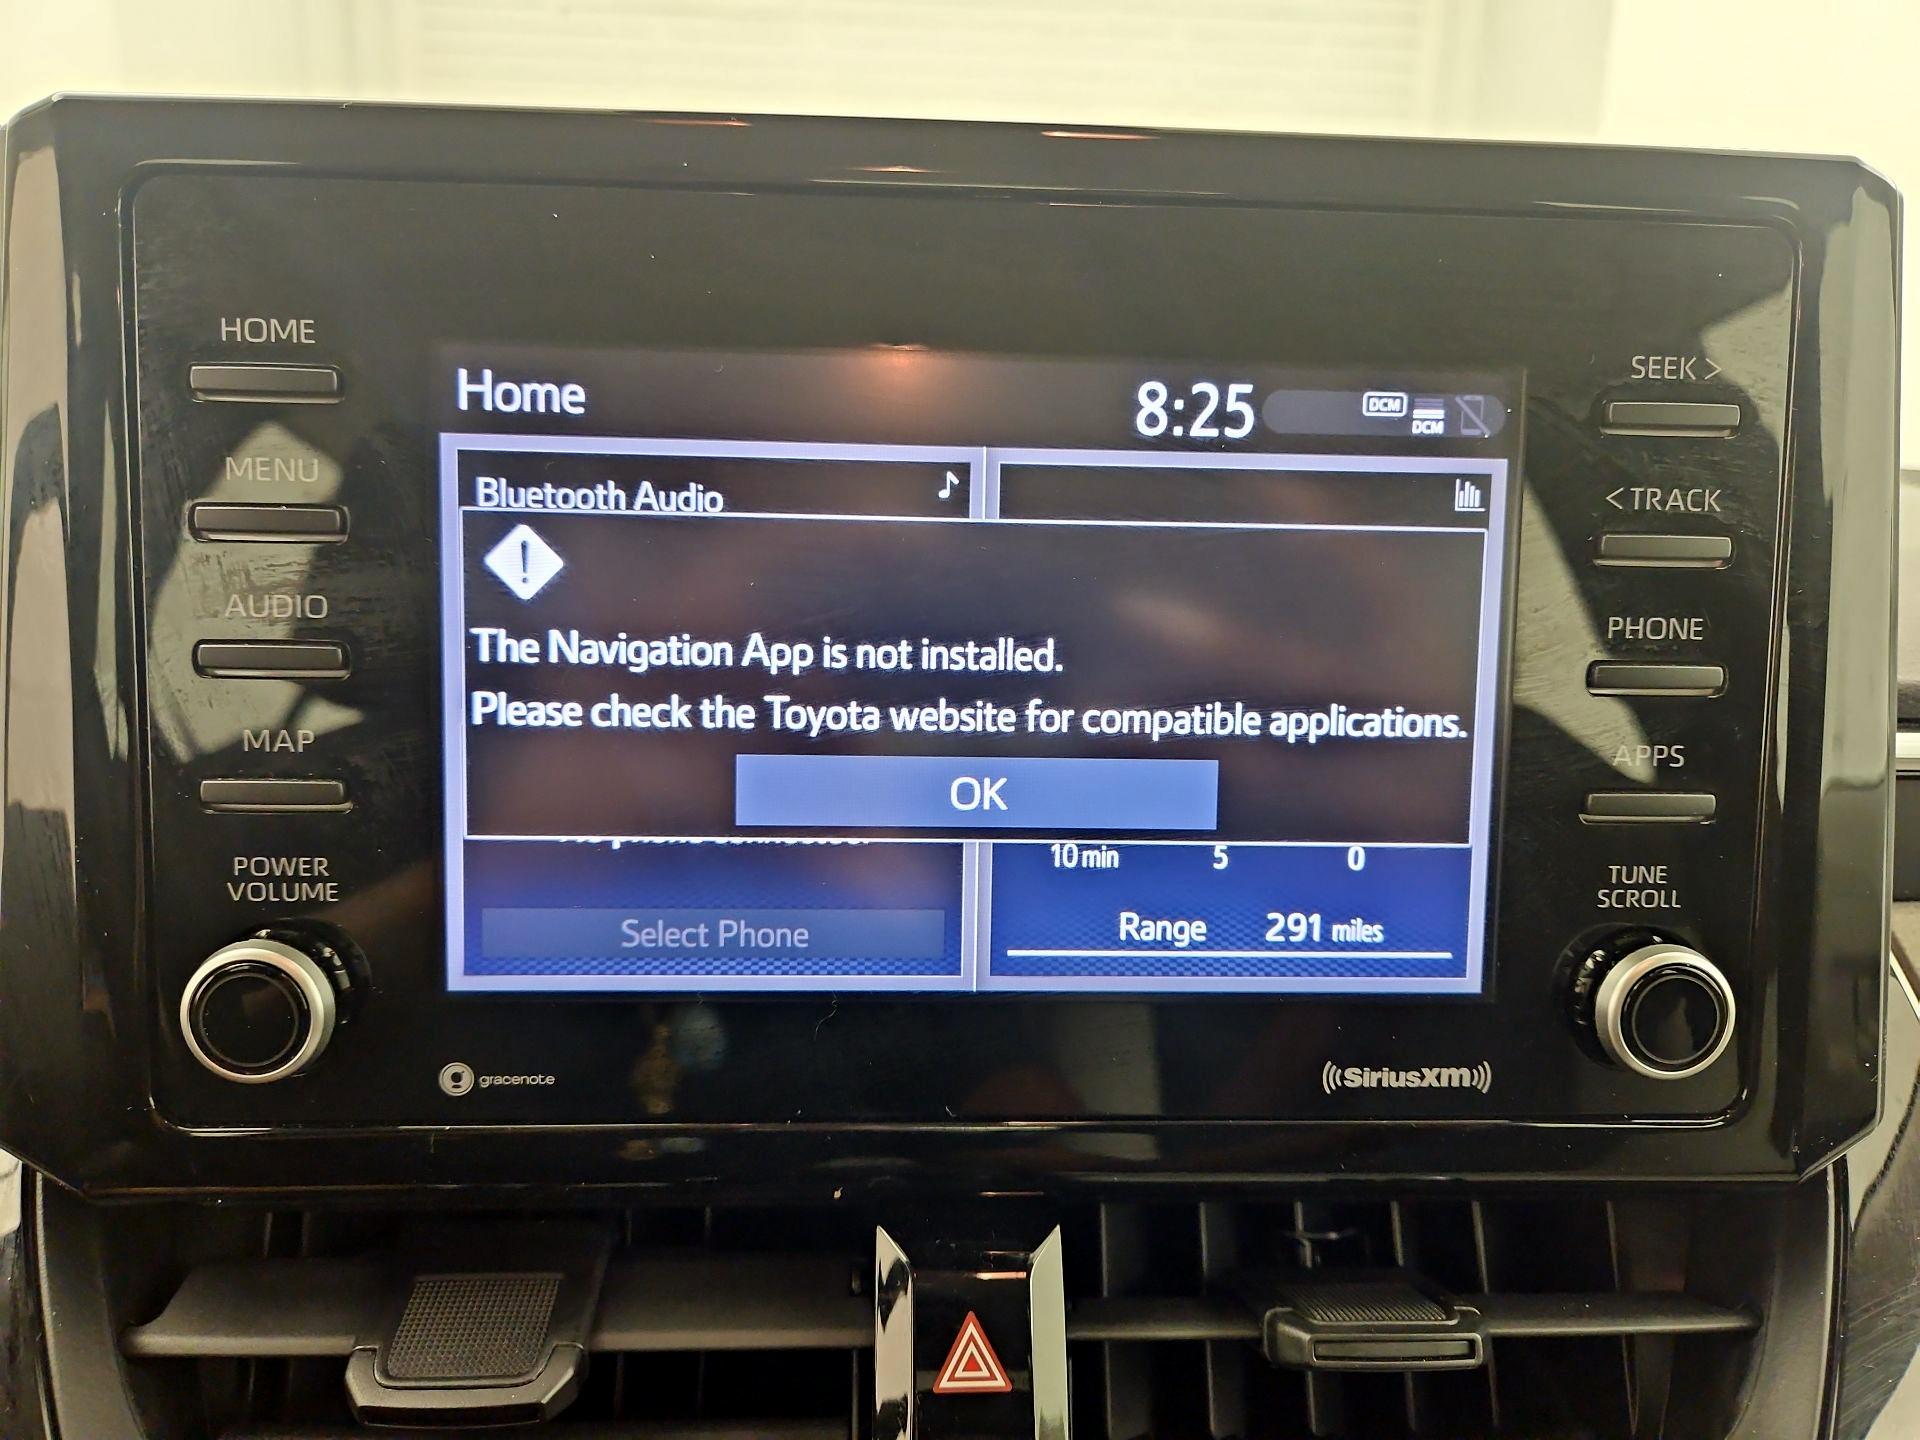 HOME
MENU
AUDIO
MAP
POWER
VOLUME
Home
8:25
DCM
DCM
Bluetooth Audio
!
The Navigation App is not installed.
Please check the Toyota website for compatible applications.
OK
Select Phone
10 min 5 0
Range 291 miles
SEEK >
< TRACK
PHONE
APPS
TUNE
SCROLL
g gracenote
((( SiriusXM )))